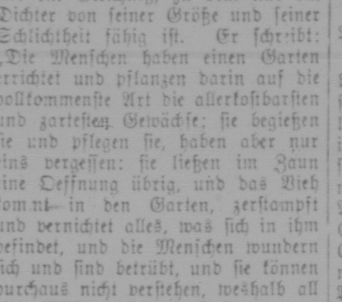 Dichter von seiner Größe und seiner
Schlichtheit fähig ist. Er schreibt:
„Die Menschen haben einen Garten
errichtet und pflanzen darin auf die
vollkommenste Art die allerkostbarsten
und zartesten Gewächse; sie begießen
sie und pflegen sie, haben aber nur
eins vergessen: sie ließen im Zaun
eine Oeffnung übrig, und das Vieh
kommt in den Garten, zerstampft
und vernichtet alles, was sich in ihm
befindet, und die Menschen wundern
sich und sind betrübt, und sie können
durchaus nicht verstehen, weshalb all